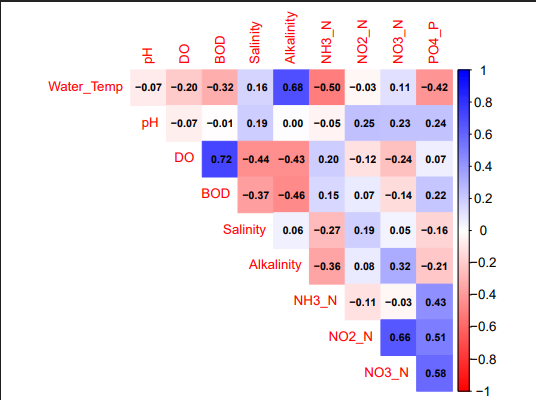 pH DO BOD Salinity Alkalinity NH3_N NO2_N NO3_N PO4_P
Water_Temp −0.07 −0.20 −0.32 0.16 0.68 −0.50 −0.03 0.11 −0.42
pH −0.07 −0.01 0.19 0.00 −0.05 0.25 0.23 0.24
DO 0.72 −0.44 −0.43 0.20 −0.12 −0.24 0.07
BOD −0.37 −0.46 0.15 0.07 −0.14 0.22
Salinity 0.06 −0.27 0.19 0.05 −0.16
Alkalinity −0.36 0.08 0.32 −0.21
NH3_N −0.11 −0.03 0.43
NO2_N 0.66 0.51
NO3_N 0.58
1
0.8
0.6
0.4
0.2
0
−0.2
−0.4
−0.6
−0.8
−1